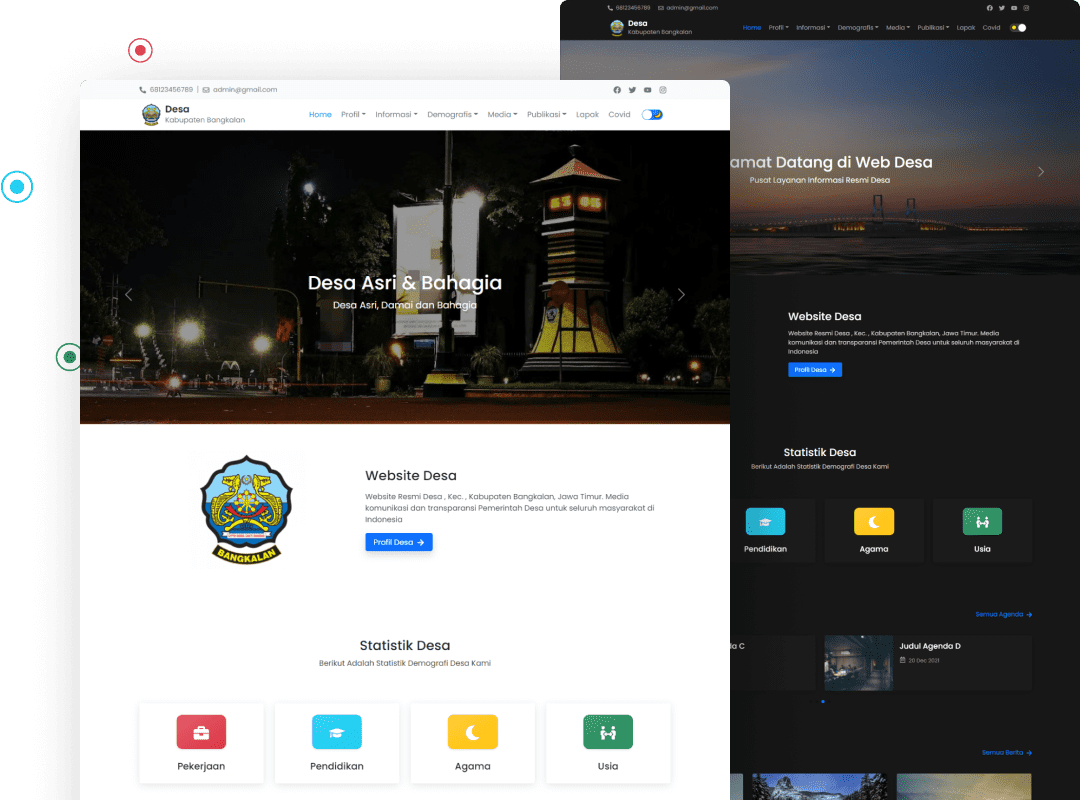 68123456789 | admin@gmail.com
Desa
Kabupaten Bangkalan
Home Profil Informasi Demografis Media Publikasi Lapak Covid
Desa Asri & Bahagia
Desa Asri, Damai dan Bahagia
BANGKALAN
Website Desa
Website Resmi Desa , Kec. , Kabupaten Bangkalan, Jawa Timur. Media
komunikasi dan transparansi Pemerintah Desa untuk seluruh masyarakat di
Indonesia
Profil Desa
Statistik Desa
Berikut Adalah Statistik Demografi Desa Kami
Pekerjaan Pendidikan Agama Usia
68123456789 admin@gmail.com
Desa
Kabupaten Bangkalan
Home Profil Informasi Demografis Media Publikasi Lapak Covid
amat Datang di Web Desa
Pusat Layanan Informasi Resmi Desa
Website Desa
Website Resmi Desa , Kec. , Kabupaten Bangkalan, Jawa Timur. Media
komunikasi dan transparansi Pemerintah Desa untuk seluruh masyarakat di
Indonesia
Profil Desa
Statistik Desa
Berikut Adalah Statistik Demografi Desa Kami
Pendidikan Agama Usia
Semua Agenda
la C
Judul Agenda D
20 Dec 2021
Semua Berita